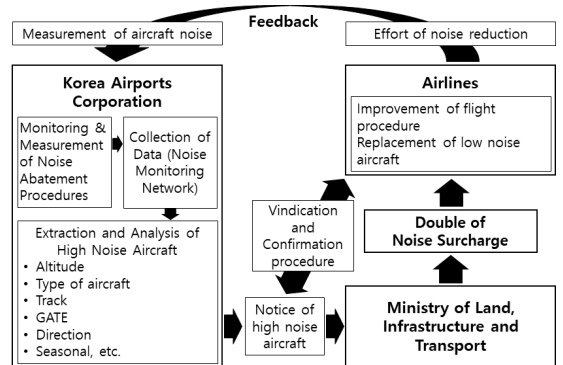 Feedback
Measurement of aircraft noise
Effort of noise reduction
Korea Airports
Corporation
Monitoring &
Measurement
of Noise
Abatement
Procedures
Collection of
Data (Noise
Monitoring
Network)
Extraction and Analysis of
High Noise Aircraft
• Altitude
• Type of aircraft
• Track
• GATE
• Direction
• Seasonal, etc.
Airlines
Improvement of flight
procedure
Replacement of low noise
aircraft
Vindication
and
Confirmation
procedure
Double of
Noise Surcharge
Notice of
high noise
aircraft
Ministry of Land,
Infrastructure and
Transport